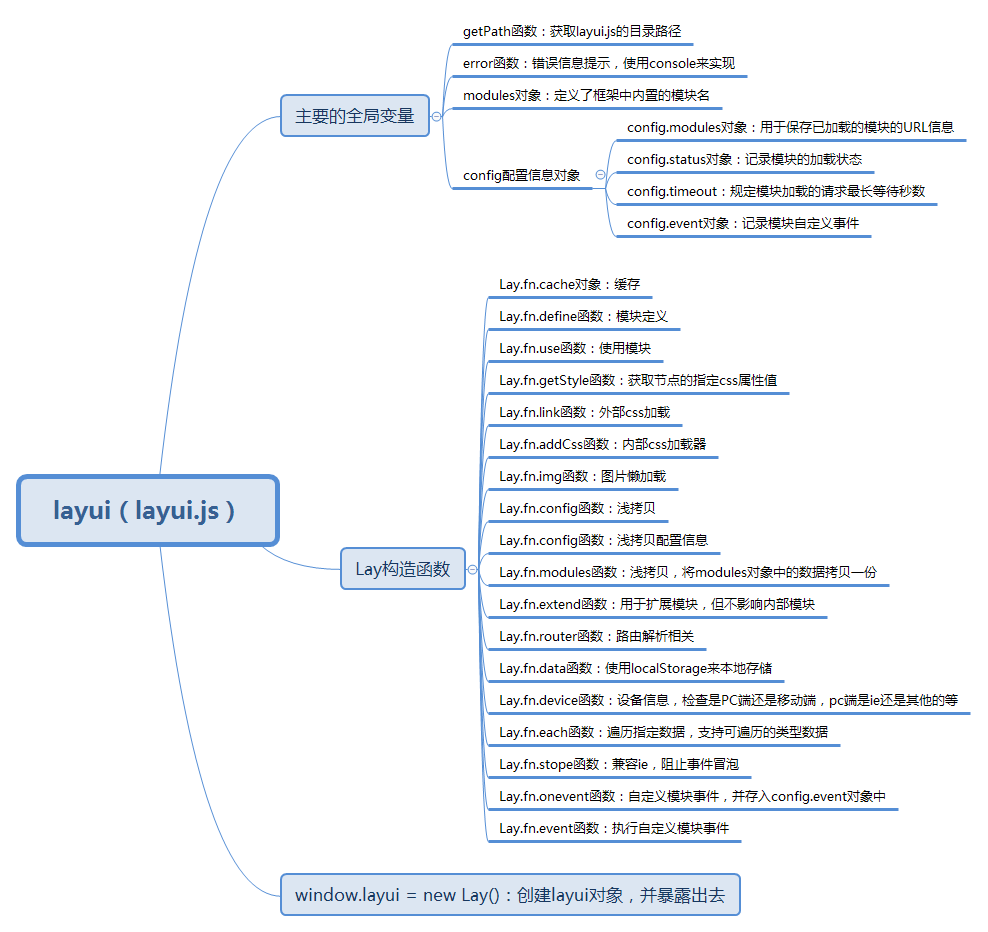 layui（layui.js）
主要的全局变量
getPath函数：获取layui.js的目录路径
error函数：错误信息提示，使用console来实现
modules对象：定义了框架中内置的模块名
config配置信息对象
config.modules对象：用于保存已加载的模块的URL信息
config.status对象：记录模块的加载状态
config.timeout：规定模块加载的请求最长等待秒数
config.event对象：记录模块自定义事件
Lay构造函数
Lay.fn.cache对象：缓存
Lay.fn.define函数：模块定义
Lay.fn.use函数：使用模块
Lay.fn.getStyle函数：获取节点的指定css属性值
Lay.fn.link函数：外部css加载
Lay.fn.addCss函数：内部css加载器
Lay.fn.img函数：图片懒加载
Lay.fn.config函数：浅拷贝
Lay.fn.config函数：浅拷贝配置信息
Lay.fn.modules函数：浅拷贝，将modules对象中的数据拷贝一份
Lay.fn.extend函数：用于扩展模块，但不影响内部模块
Lay.fn.router函数：路由解析相关
Lay.fn.data函数：使用localStorage来本地存储
Lay.fn.device函数：设备信息，检查是PC端还是移动端，pc端是ie还是其他的等
Lay.fn.each函数：遍历指定数据，支持可遍历的类型数据
Lay.fn.stope函数：兼容ie，阻止事件冒泡
Lay.fn.onevent函数：自定义模块事件，并存入config.event对象中
Lay.fn.event函数：执行自定义模块事件
window.layui = new Lay()：创建layui对象，并暴露出去